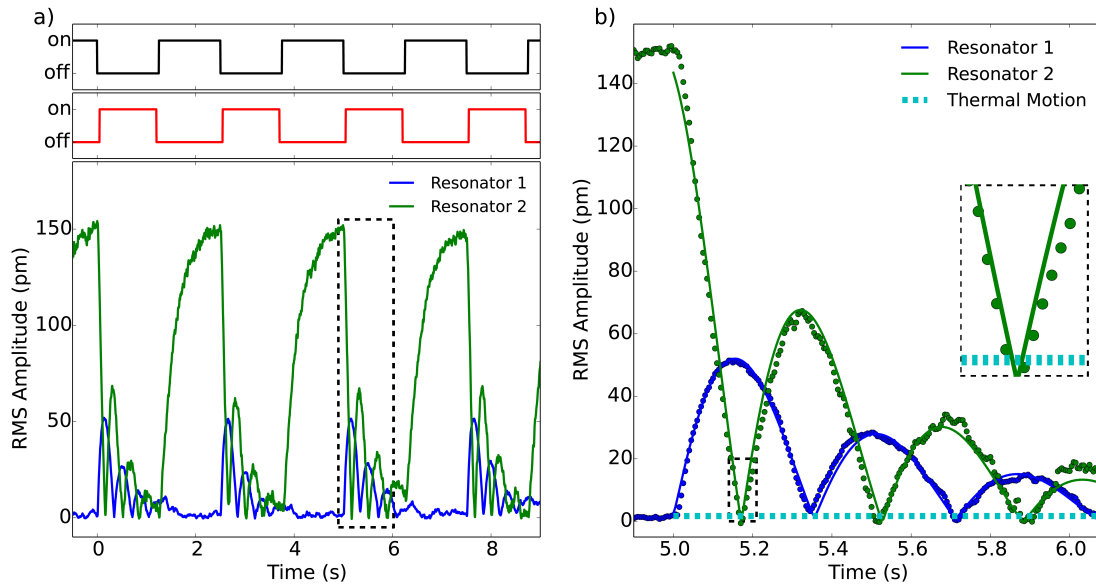 a)
on
off
on
off
Resonator 1
Resonator 2
150
100
50
0
RMS Amplitude (pm)
0
2
4
6
8
Time (s)
b)
Resonator 1
Resonator 2
Thermal Motion
140
120
100
80
60
40
20
0
RMS Amplitude (pm)
5.0
5.2
5.4
5.6
5.8
6.0
Time (s)